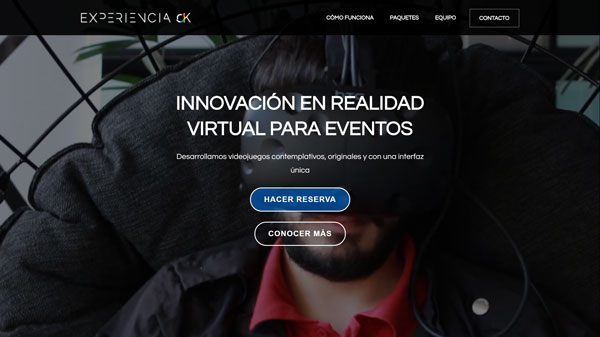 EXPERIENCIA CK
CÓMO FUNCIONA
PAQUETES
EQUIPO
CONTACTO
INNOVACIÓN EN REALIDAD
VIRTUAL PARA EVENTOS
Desarrollamos videojuegos contemplativos, originales y con una interfaz
única
HACER RESERVA
CONOCER MÁS